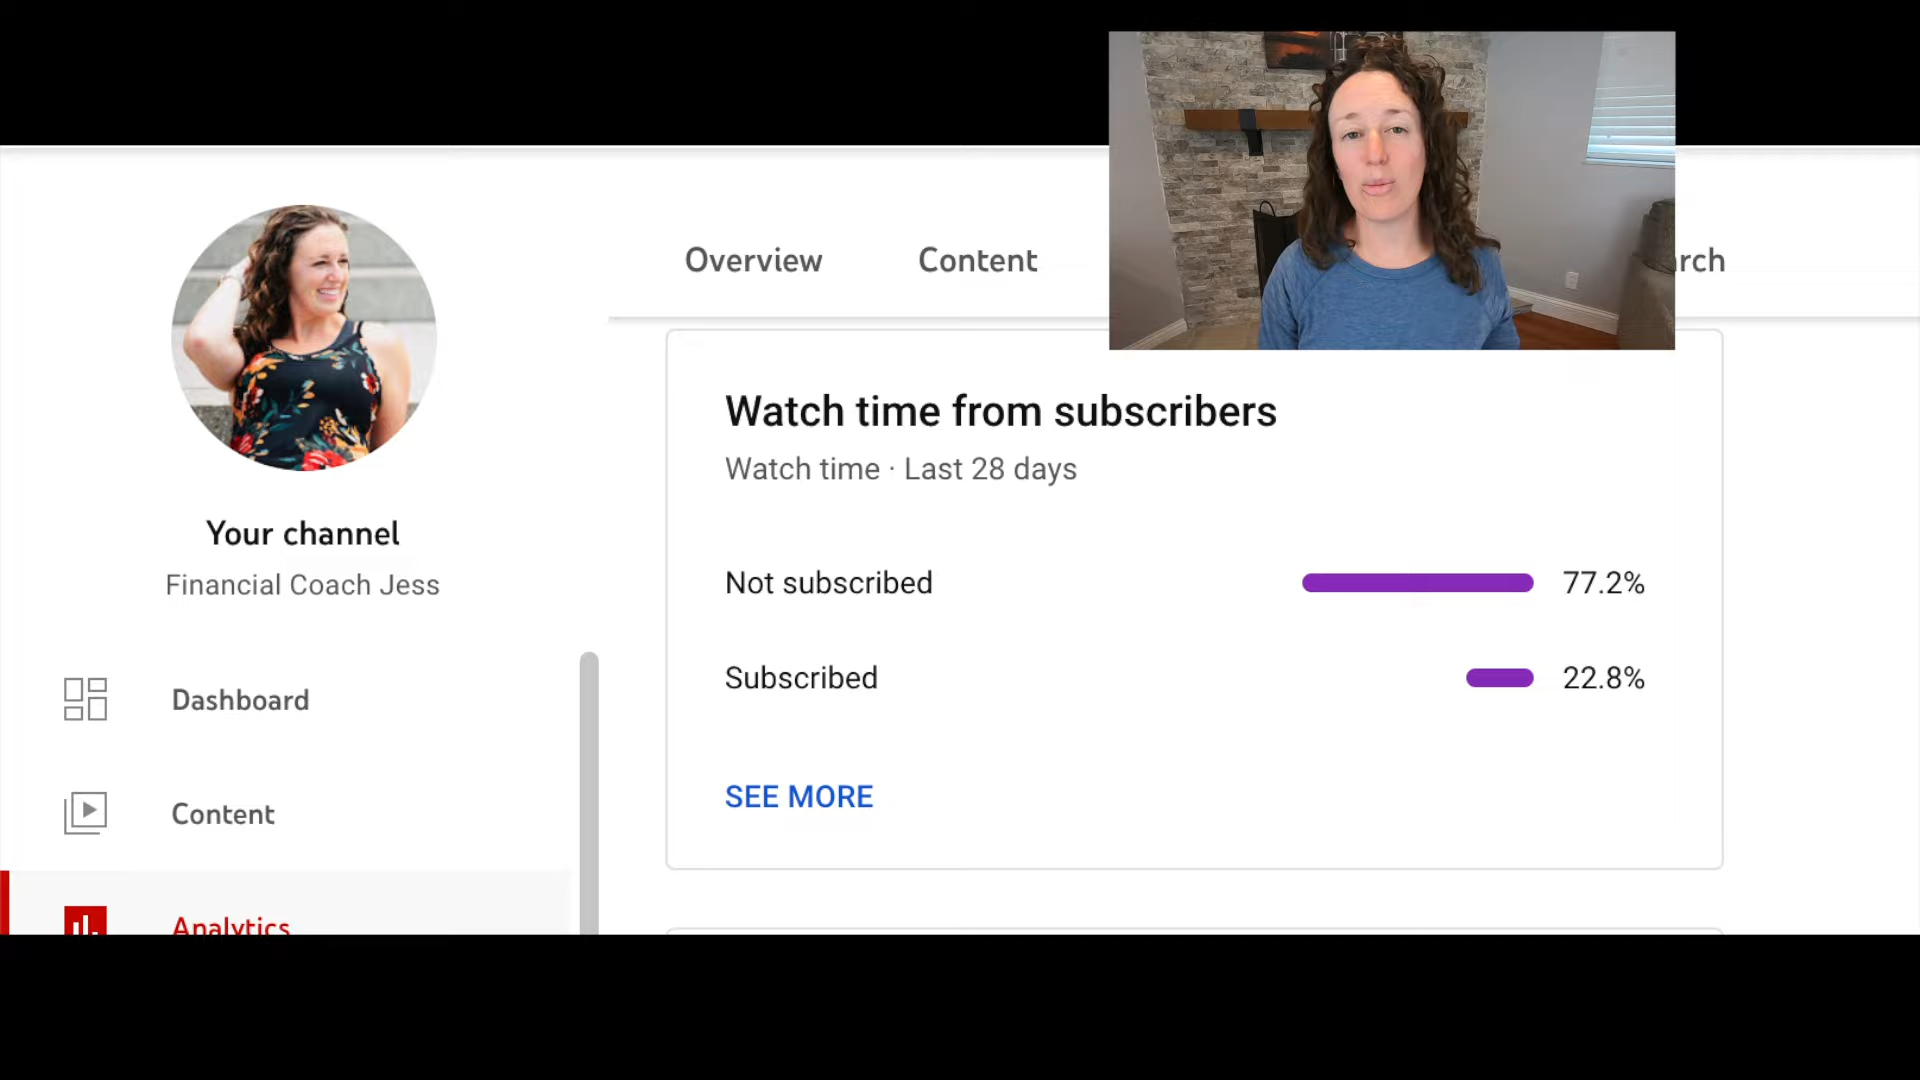 Overview
Content
Watch time from subscribers
Watch time · Last 28 days
Your channel
Financial Coach Jess
Not subscribed
77.2%
Subscribed
22.8%
Dashboard
SEE MORE
Content
Analytics